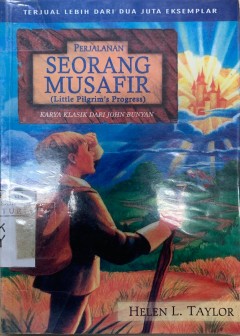 TERJUAL LEBIH DARI DUA JUTA EKSEMPLAR
PERJALANAN
SEORANG
MUSAFIR
(Little Pilgrim's Progress)
KARYA KLASIK DARI JOHN BUNYAN
HELEN L. TAYLOR